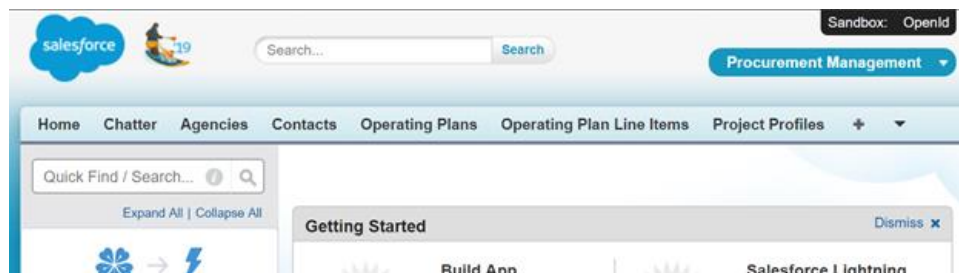 Sandbox: OpenId
salesforce '19 Search... Search
Procurement Management
Home Chatter Agencies Contacts Operating Plans Operating Plan Line Items Project Profiles +
Quick Find / Search...
Expand All | Collapse All
Getting Started Dismiss x
Build App Salesforce Lightning